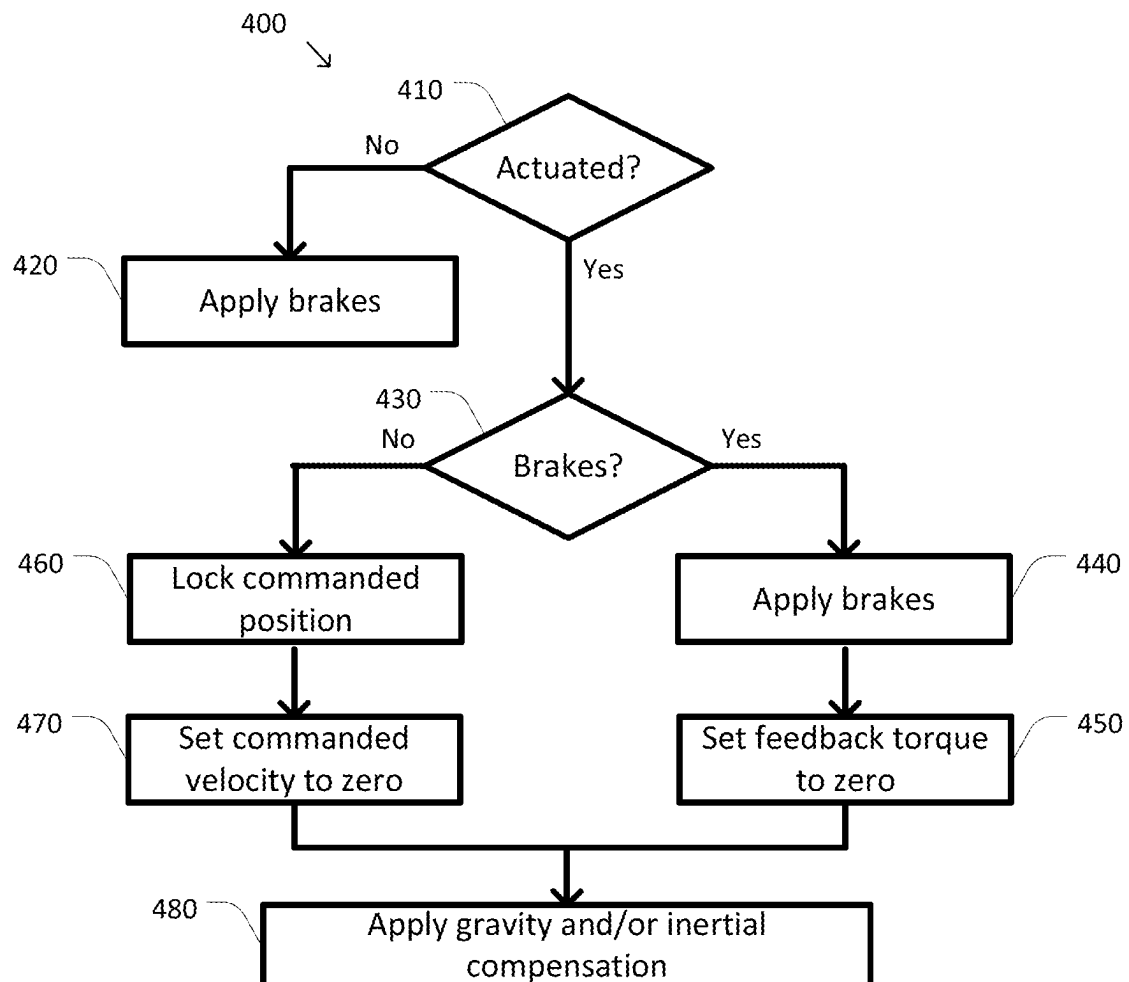 400
410
No
Actuated?
420
Apply brakes
Yes
430
No
Yes
Brakes?
460
Lock commanded
position
Apply brakes
440
470
Set commanded
velocity to zero
Set feedback torque
to zero
450
480
Apply gravity and/or inertial
compensation